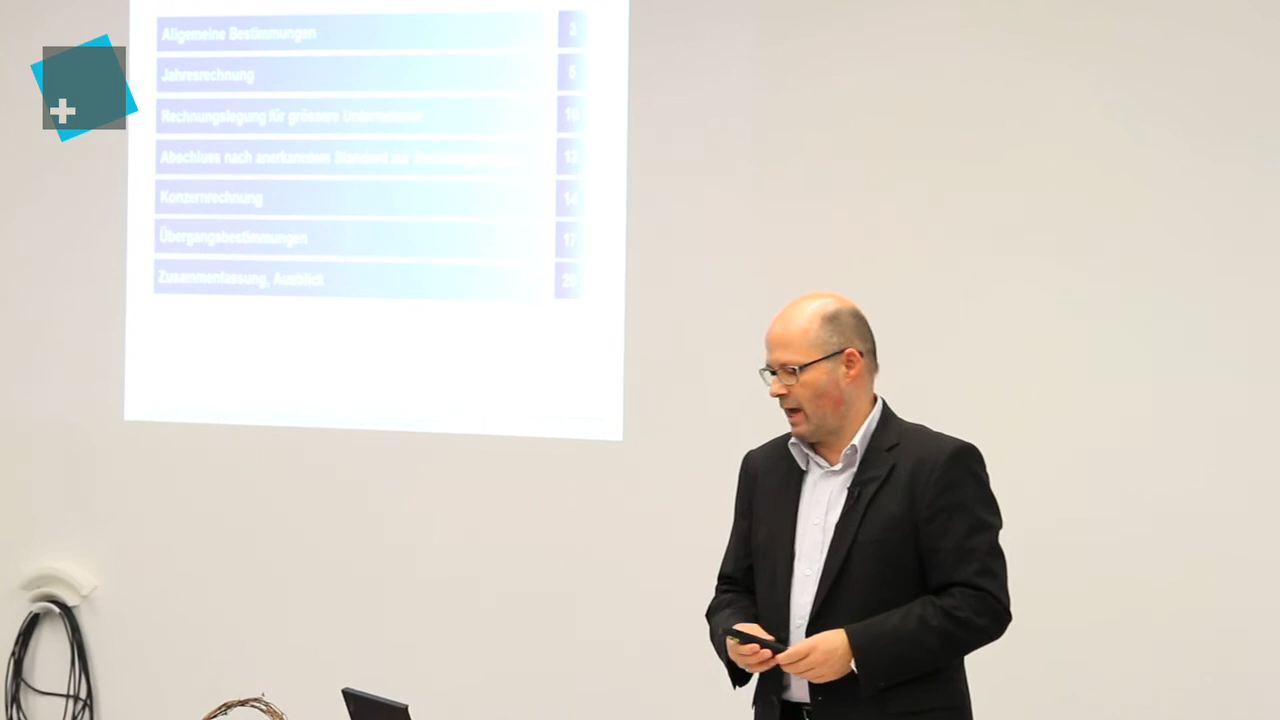 Allgemeine Bestimmungen 3
Jahresrechnung 5
Rechnungslegung für grössere Unternehmen 10
Abschluss nach anerkanntem Standard zur
Konzernrechnung 14
Übergangsbestimmungen 17
Zusammenfassung, Ausblick 20